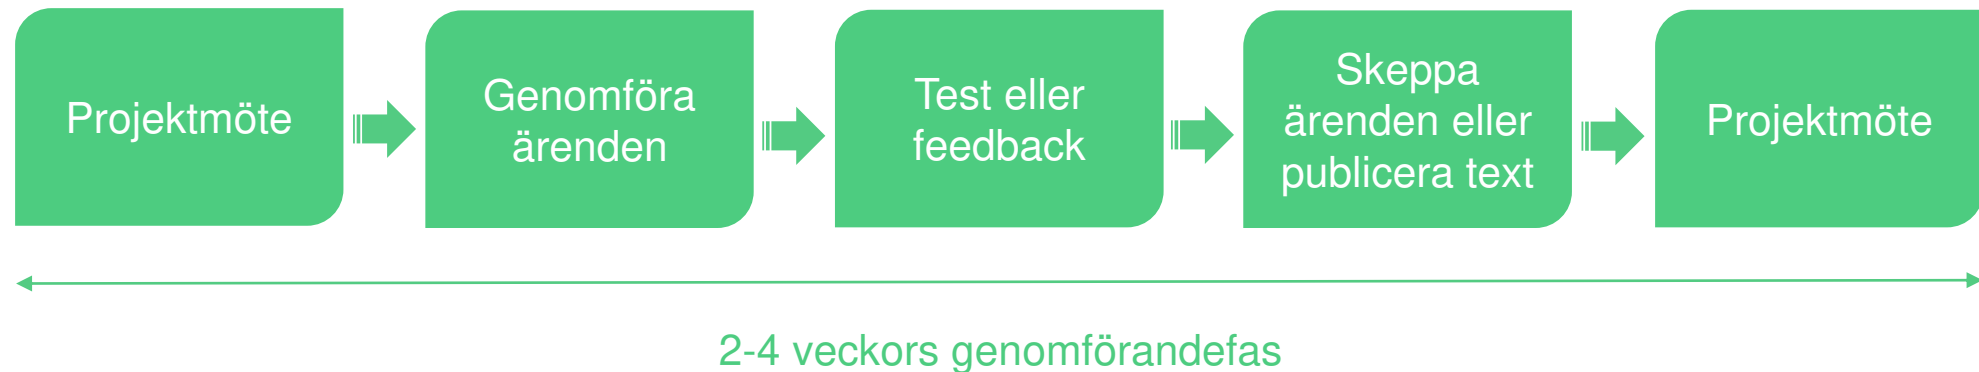 Projektmöte
Genomföra
ärenden
Test eller
feedback
Skeppa
ärenden eller
publicera text
Projektmöte
2-4 veckors genomförandefas